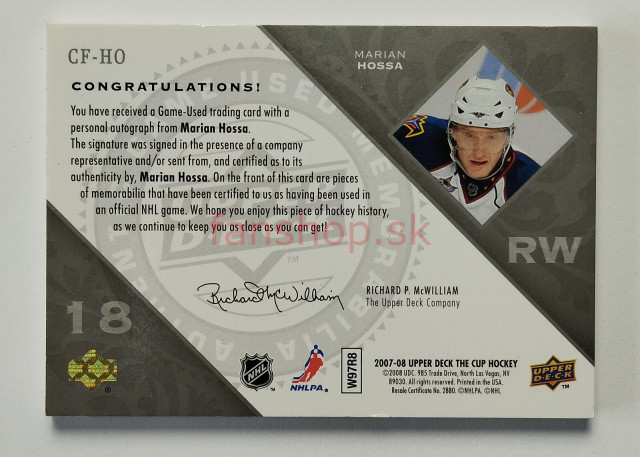 CF-HO
MARIAN
HOSSA
CONGRATULATIONS!
You have received a Game-Used trading card with a
personal autograph from Marian Hossa.
The signature was signed in the presence of a company
representative and/or sent from, and certified as to its
authenticity by, Marian Hossa. On the front of this card are pieces
of memorabilia that have been certified to us as having been used in
an official NHL game. We hope you enjoy this piece of hockey history,
as we continue to keep you as close as you can get!
fanshop.sk
RW
18
Richard McWilliam
RICHARD P. McWILLIAM
The Upper Deck Company
NHL
NHLPA.
W97R8
2007-08 UPPER DECK THE CUP HOCKEY
©2008 UDC. 985 Trade Drive, North Las Vegas, NV
89030. All rights reserved. Printed in the USA.
Resale Certificate No. 2880. ©NHLPA. ©NHL
UPPER
DECK
TM